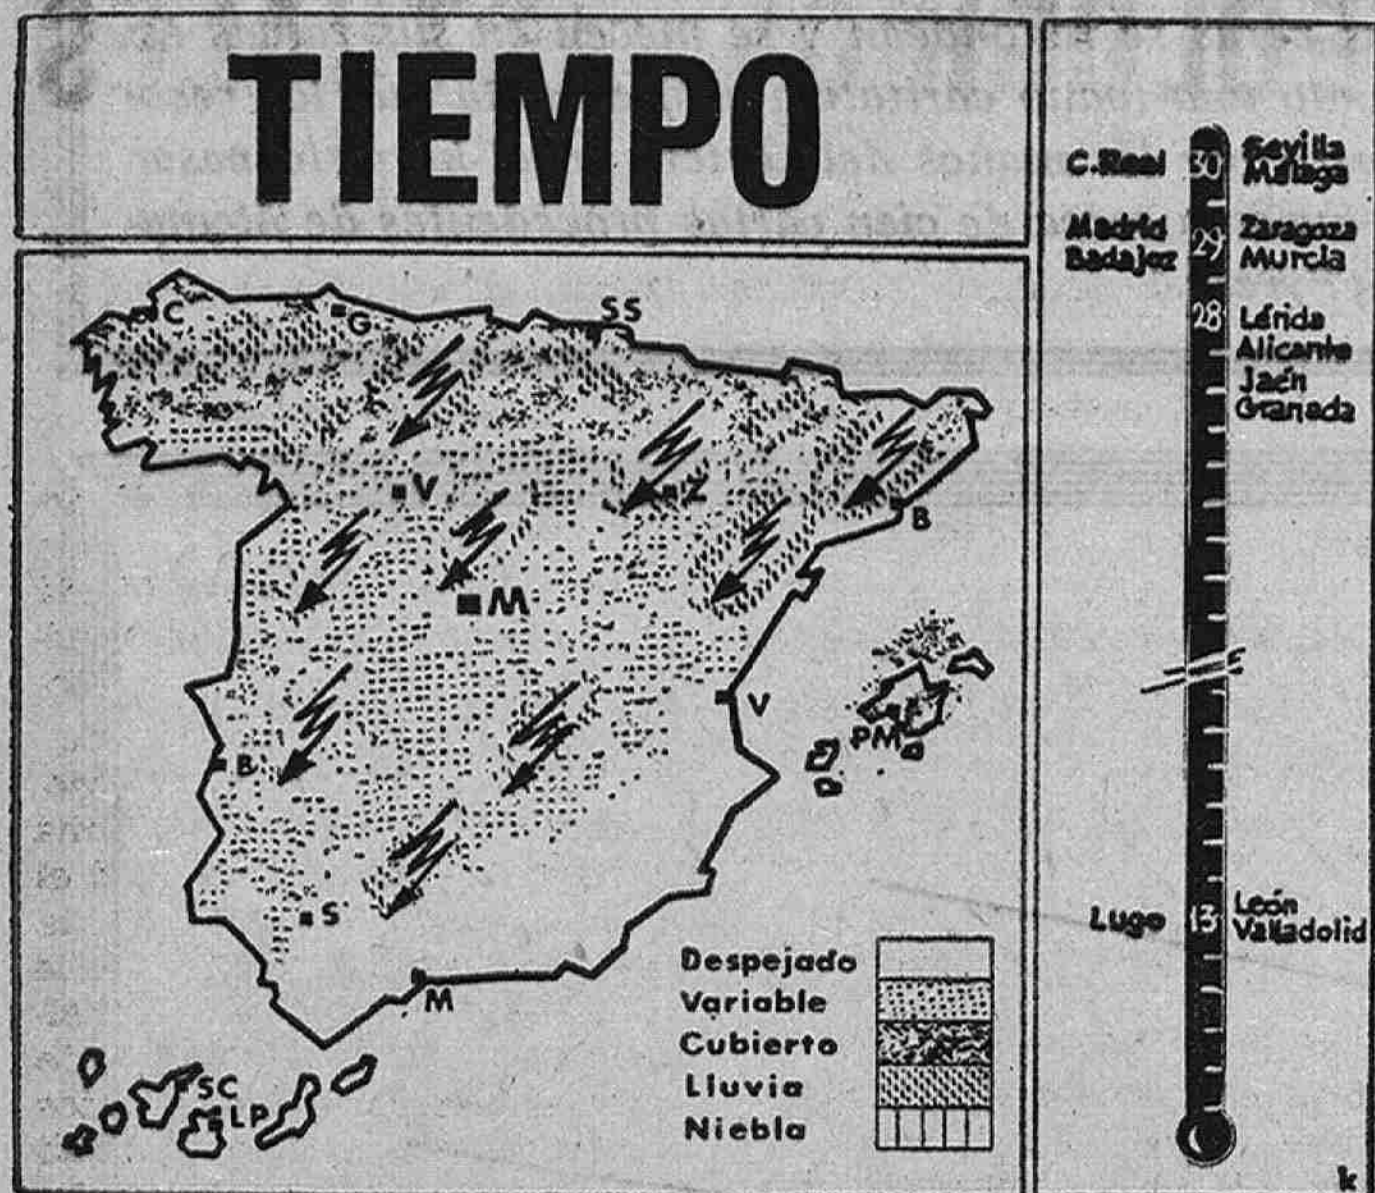 TIEMPO
C
G
SS
V
Z
B
M
V
PM
B
S
M
SC
LP
Despejado
Variable
Cubierto
Lluvia
Niebla
C.Real 30 Sevilla
Málaga
Madrid 29 Zaragoza
Badajoz Murcia
28 Lérida
Alicante
Jaén
Granada
Lugo 13 León
Valladolid
k